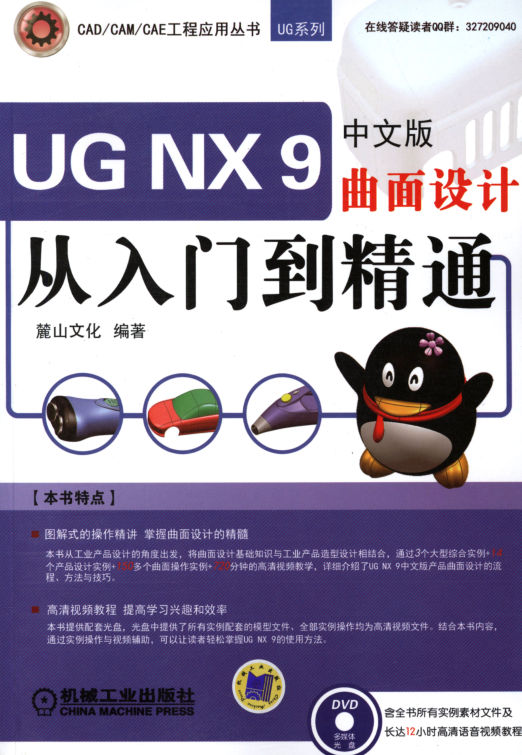 CAD/CAM/CAE工程应用丛书
UG系列
在线答疑读者QQ群：327209040
UG NX 9
中文版
曲面设计
从入门到精通
麓山文化 编著
【本书特点】
图解式的操作精讲 掌握曲面设计的精髓
本书从工业产品设计的角度出发，将曲面设计基础知识与工业产品造型设计相结合，通过3个大型综合实例+
个产品设计实例+ 多个曲面操作实例+ 分钟的高清视频教学，详细介绍了UG NX 9中文版产品曲面设计的流
程、方法与技巧。
高清视频教程 提高学习兴趣和效率
本书提供配套光盘，光盘中提供了所有实例配套的模型文件、全部实例操作均为高清视频文件。结合本书内容，
通过实例操作与视频辅助，可以让读者轻松掌握UG NX 9的使用方法。
机械工业出版社
CHINA MACHINE PRESS
DVD
多媒体
光 盘
含全书所有实例素材文件及
长达12小时高清语音视频教程